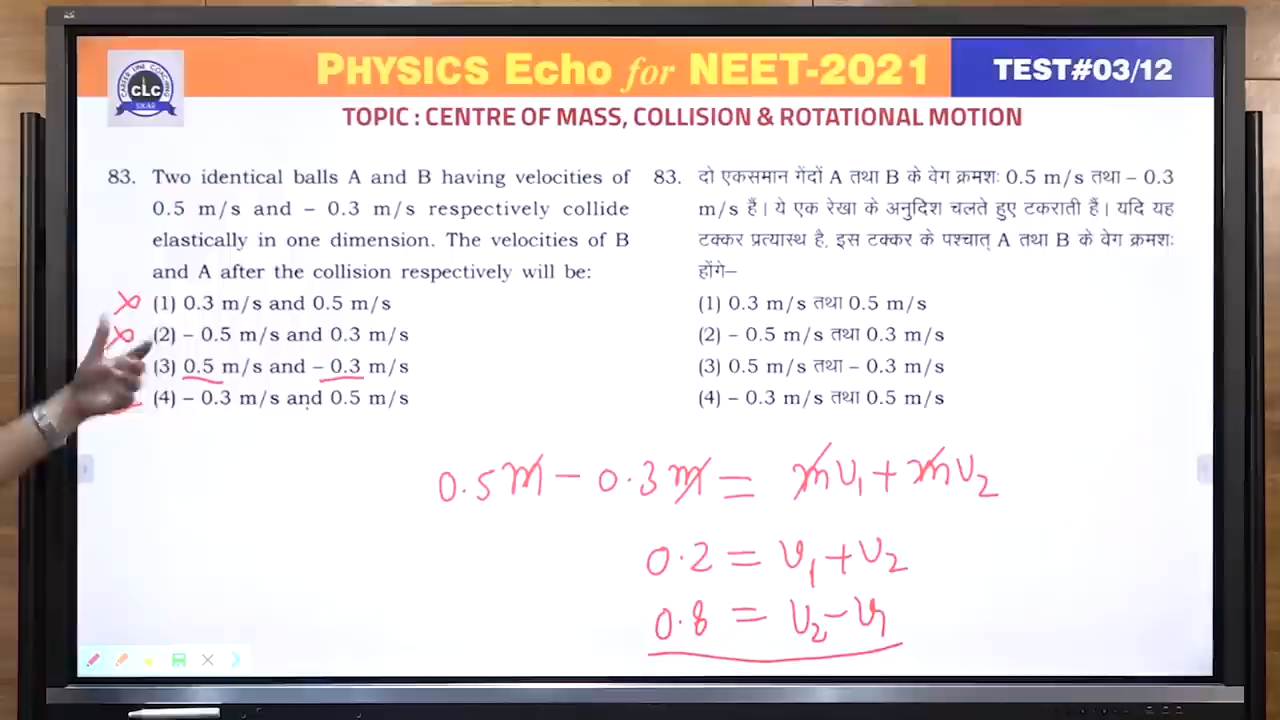 CAREER LINE COACHING
CLC
SIKAR
PHYSICS Echo for NEET-2021
TEST#03/12
TOPIC : CENTRE OF MASS, COLLISION & ROTATIONAL MOTION
83. Two identical balls A and B having velocities of
0.5 m/s and – 0.3 m/s respectively collide
elastically in one dimension. The velocities of B
and A after the collision respectively will be:
(1) 0.3 m/s and 0.5 m/s
(2) – 0.5 m/s and 0.3 m/s
(3) 0.5 m/s and – 0.3 m/s
(4) – 0.3 m/s and 0.5 m/s
83. दो एकसमान गेंदों A तथा B के वेग क्रमशः 0.5 m/s तथा – 0.3
m/s हैं। ये एक रेखा के अनुदिश चलते हुए टकराती हैं। यदि यह
टक्कर प्रत्यास्थ है, इस टक्कर के पश्चात् A तथा B के वेग क्रमशः
होंगे–
(1) 0.3 m/s तथा 0.5 m/s
(2) – 0.5 m/s तथा 0.3 m/s
(3) 0.5 m/s तथा – 0.3 m/s
(4) – 0.3 m/s तथा 0.5 m/s
0.5m – 0.3m = mv₁ + mv₂
0.2 = v₁ + v₂
0.8 = v₂ – v₁